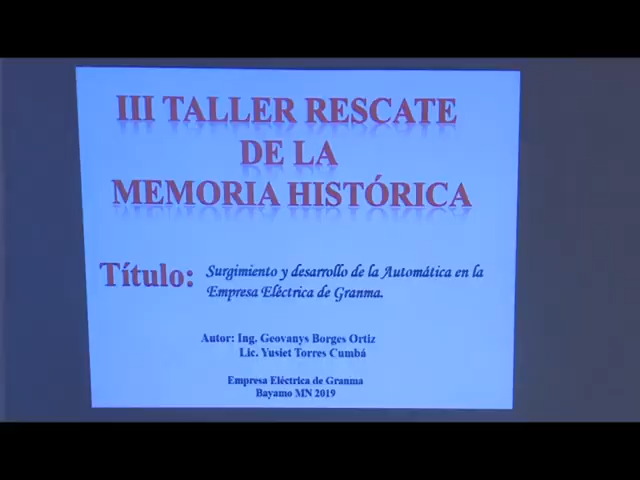 III TALLER RESCATE
DE LA
MEMORIA HISTÓRICA
Título: Surgimiento y desarrollo de la Automática en la
Empresa Eléctrica de Granma.
Autor: Ing. Geovanys Borges Ortiz
Lic. Yusiet Torres Cumbá
Empresa Eléctrica de Granma
Bayamo MN 2019